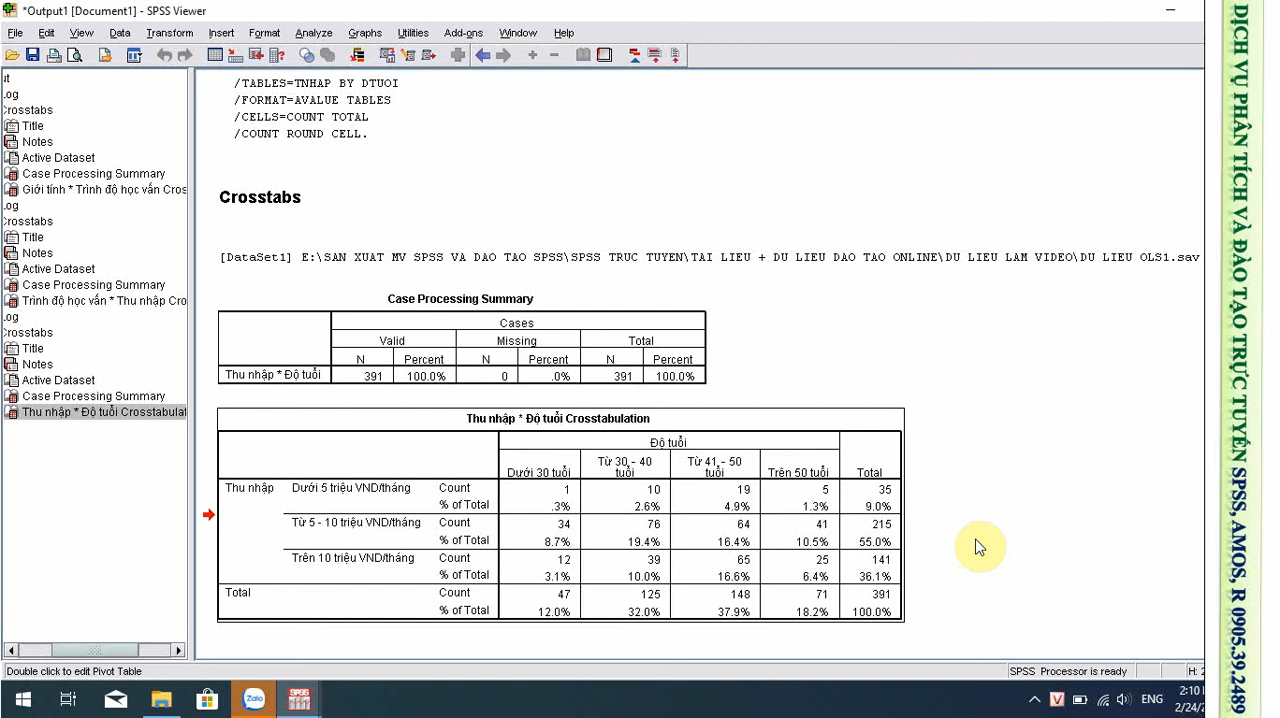 *Output1 [Document1] - SPSS Viewer
File Edit View Data Transform Insert Format Analyze Graphs Utilities Add-ons Window Help
ut
.og
Crosstabs
Title
Notes
Active Dataset
Case Processing Summary
Giới tính * Trình độ học vấn Cros
.og
Crosstabs
Title
Notes
Active Dataset
Case Processing Summary
Trình độ học vấn * Thu nhập Cro
.og
Crosstabs
Title
Notes
Active Dataset
Case Processing Summary
Thu nhập * Độ tuổi Crosstabulat
/TABLES=TNHAP BY DTUOI
/FORMAT=AVALUE TABLES
/CELLS=COUNT TOTAL
/COUNT ROUND CELL.
Crosstabs
[DataSet1] E:\SAN XUAT MV SPSS VA DAO TAO SPSS\SPSS TRUC TUYEN\TAI LIEU + DU LIEU DAO TAO ONLINE\DU LIEU LAM VIDEO\DU LIEU OLS1.sav
Case Processing Summary
Cases
Valid Missing Total
N Percent N Percent N Percent
Thu nhập * Độ tuổi 391 100.0% 0 .0% 391 100.0%
Thu nhập * Độ tuổi Crosstabulation
Độ tuổi
Dưới 30 tuổi Từ 30 - 40 tuổi Từ 41 - 50 tuổi Trên 50 tuổi Total
Thu nhập Dưới 5 triệu VND/tháng Count 1 10 19 5 35
% of Total .3% 2.6% 4.9% 1.3% 9.0%
Từ 5 - 10 triệu VND/tháng Count 34 76 64 41 215
% of Total 8.7% 19.4% 16.4% 10.5% 55.0%
Trên 10 triệu VND/tháng Count 12 39 65 25 141
% of Total 3.1% 10.0% 16.6% 6.4% 36.1%
Total Count 47 125 148 71 391
% of Total 12.0% 32.0% 37.9% 18.2% 100.0%
Double click to edit Pivot Table
SPSS Processor is ready
H: 2
Zalo
SPSS
V
ENG
2:10
2/24/2
DỊCH VỤ PHÂN TÍCH VÀ ĐÀO TẠO TRỰC TUYẾN SPSS, AMOS, R 0905.39.2489